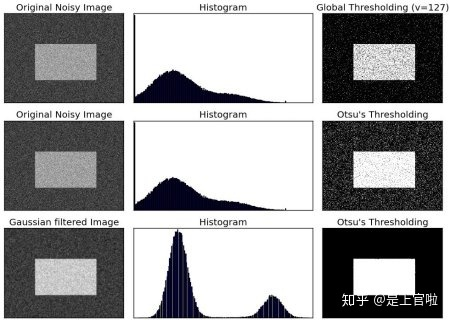 Original Noisy Image
Histogram
Global Thresholding (v=127)
Original Noisy Image
Histogram
Otsu's Thresholding
Gaussian filtered Image
Histogram
Otsu's Thresholding
知乎 @是上官啦